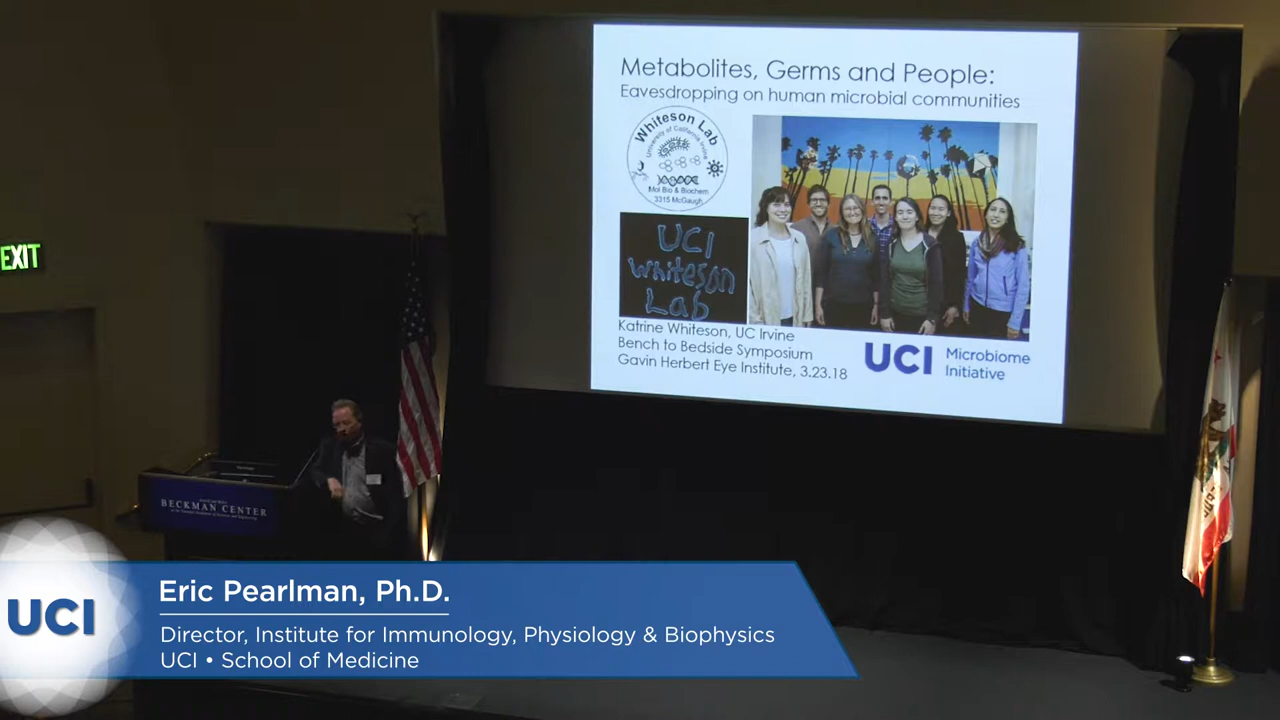 Metabolites, Germs and People:
Eavesdropping on human microbial communities
Whiteson Lab
University of California, Irvine
Mol Bio & Biochem
3315 McGaugh
UCI
Whiteson
Lab
Katrine Whiteson, UC Irvine
Bench to Bedside Symposium
Gavin Herbert Eye Institute, 3.23.18
UCI Microbiome
Initiative
EXIT
BECKMAN CENTER
UCI
Eric Pearlman, Ph.D.
Director, Institute for Immunology, Physiology & Biophysics
UCI • School of Medicine